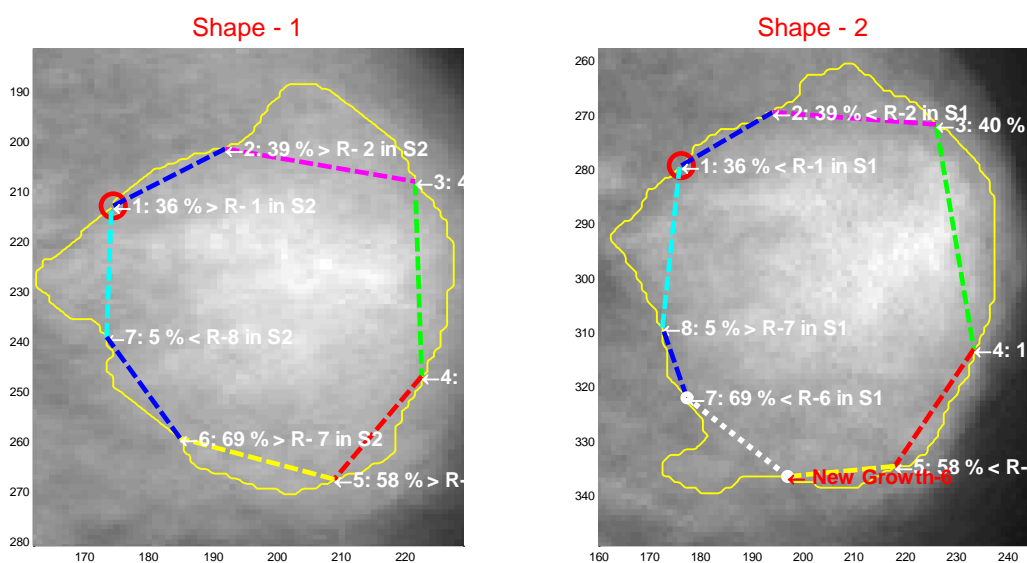 Shape - 1
190
200
210
220
230
240
250
260
270
280
170
180
190
200
210
220
←2: 39 % > R- 2 in S2
←3: 4
←1: 36 % > R- 1 in S2
←7: 5 % < R-8 in S2
←4:
←6: 69 % > R- 7 in S2
←5: 58 % > R-
Shape - 2
260
270
280
290
300
310
320
330
340
160
170
180
190
200
210
220
230
240
←2: 39 % < R-2 in S1
←3: 40 %
←1: 36 % < R-1 in S1
←8: 5 % > R-7 in S1
←4: 1
←7: 69 % < R-6 in S1
←5: 58 % < R-
← New Growth-6